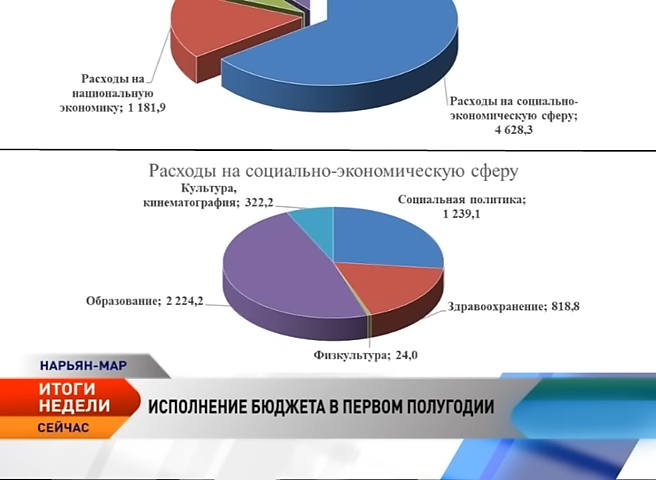 Расходы на
национальную
экономику; 1 181,9
Расходы на социально-
экономическую сферу;
4 628,3
Расходы на социально-экономическую сферу
Культура,
кинематография; 322,2
Социальная политика;
1 239,1
Образование; 2 224,2
Здравоохранение; 818,8
Физкультура; 24,0
НАРЬЯН-МАР
ИТОГИ
НЕДЕЛИ
СЕЙЧАС
ИСПОЛНЕНИЕ БЮДЖЕТА В ПЕРВОМ ПОЛУГОДИИ